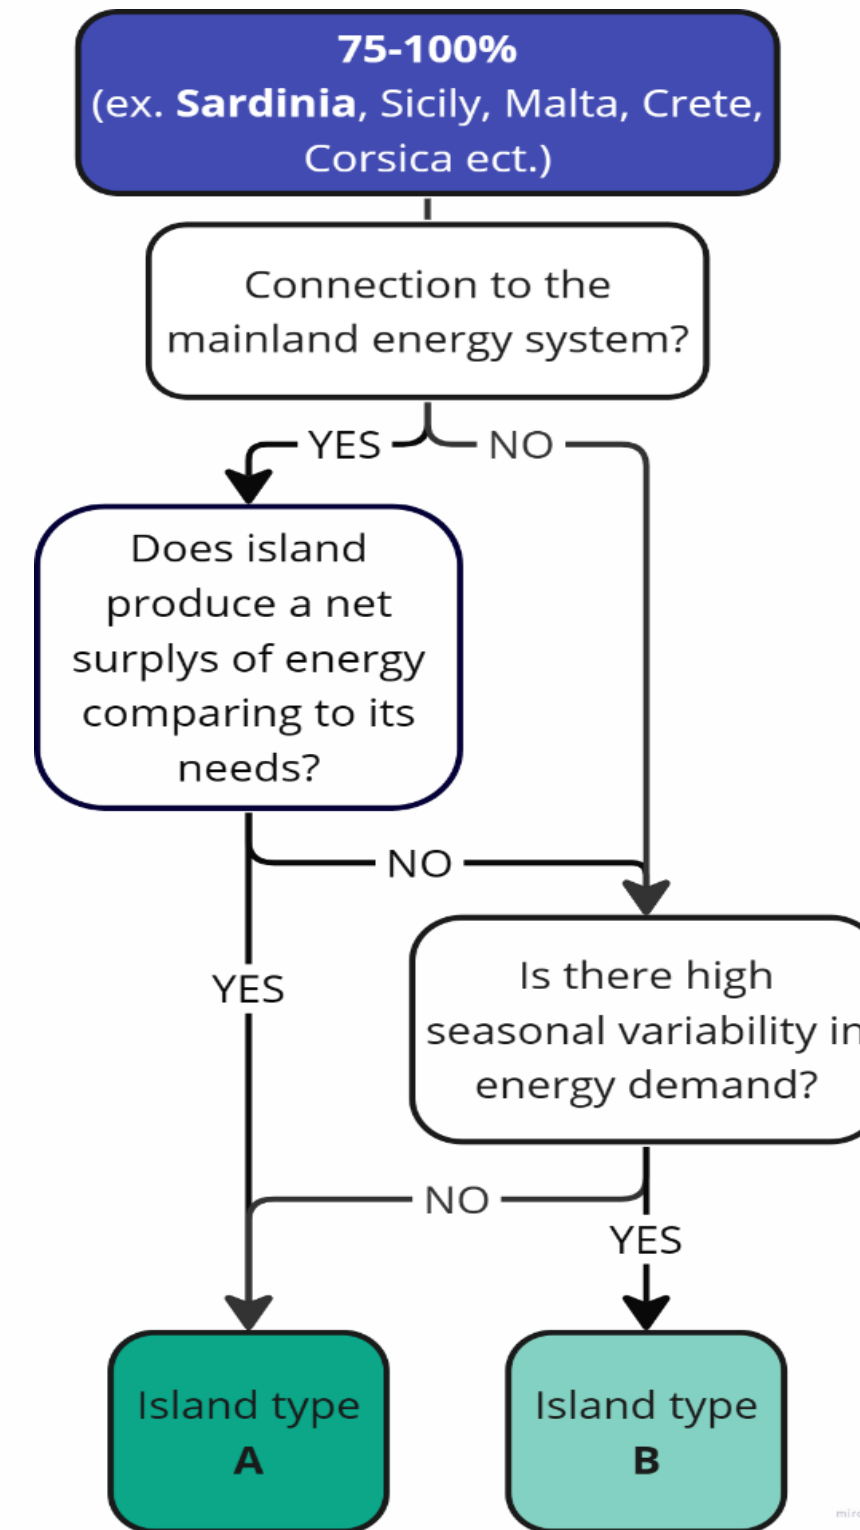 75-100%
(ex. Sardinia, Sicily, Malta, Crete,
Corsica ect.)
Connection to the
mainland energy system?
YES
NO
Does island
produce a net
surplys of energy
comparing to its
needs?
NO
YES
Is there high
seasonal variability in
energy demand?
NO
YES
Island type
A
Island type
B